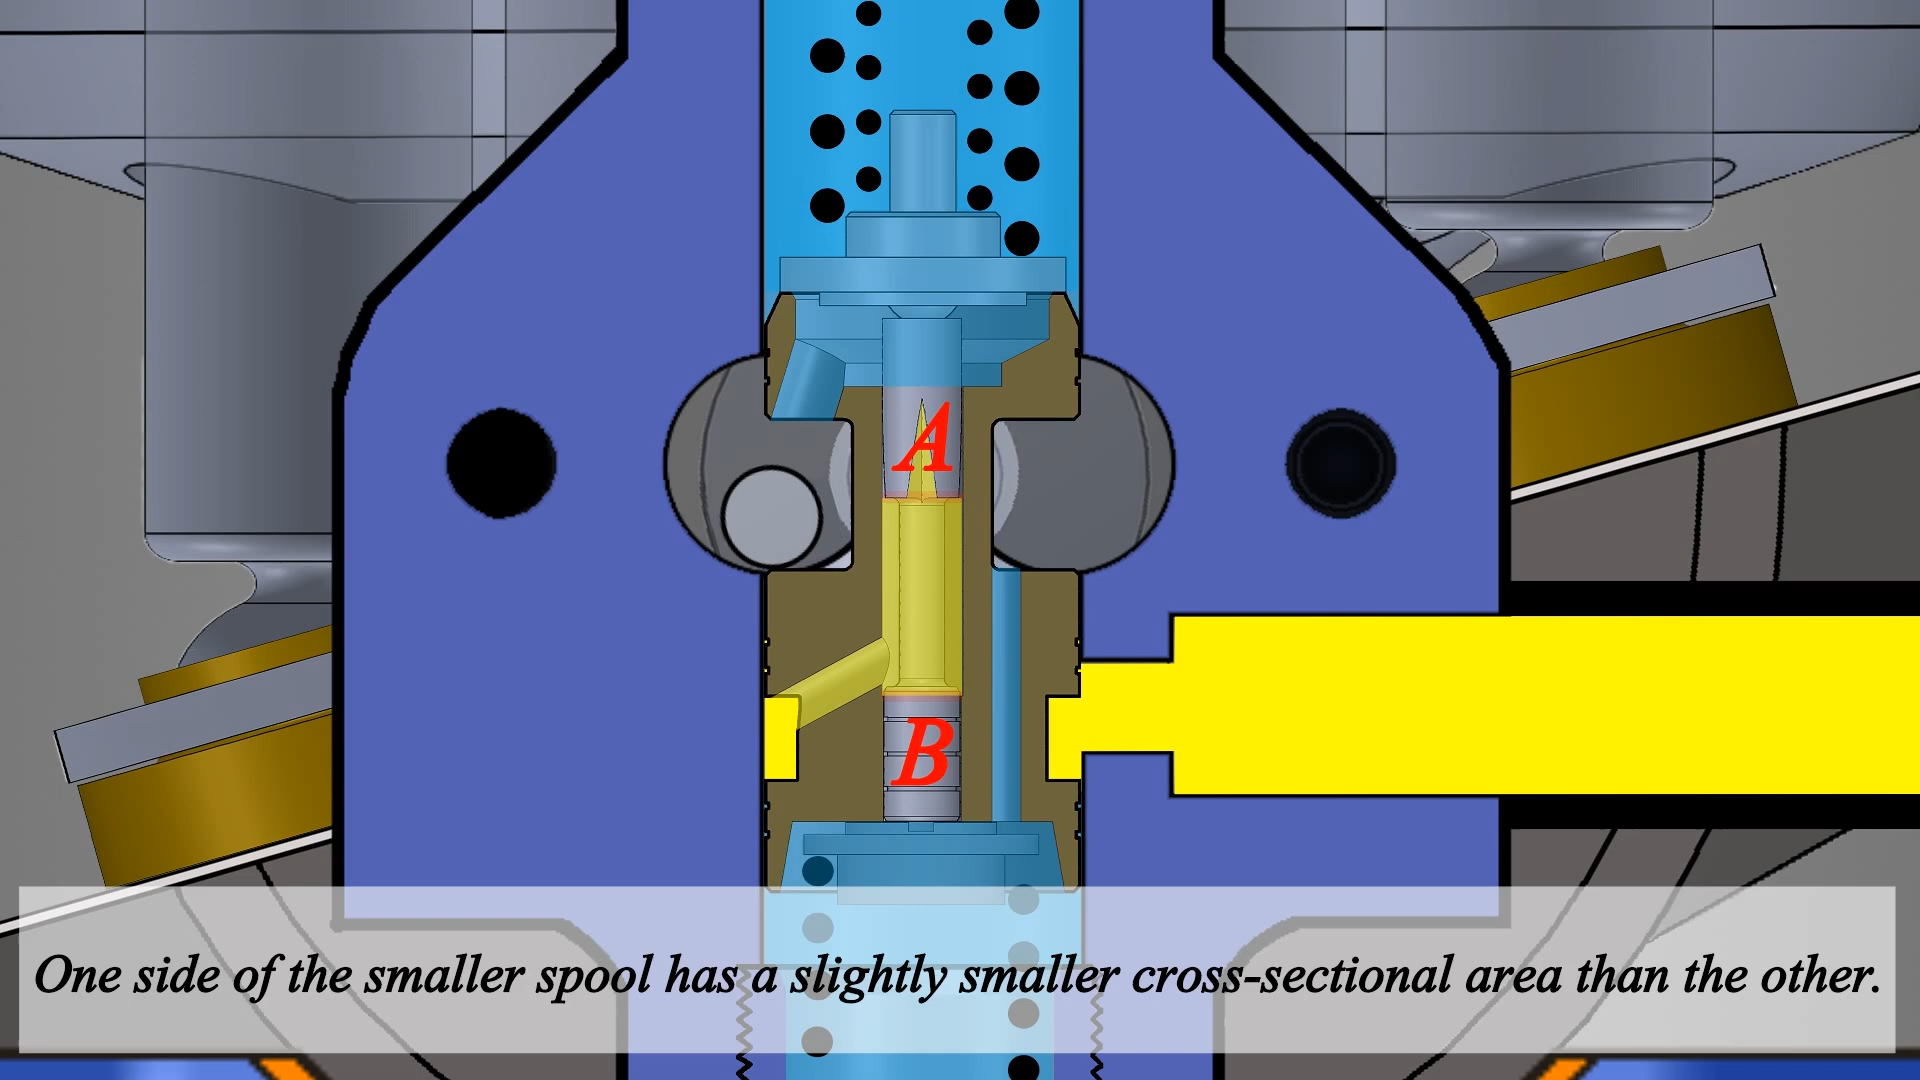 A
B
One side of the smaller spool has a slightly smaller cross-sectional area than the other.